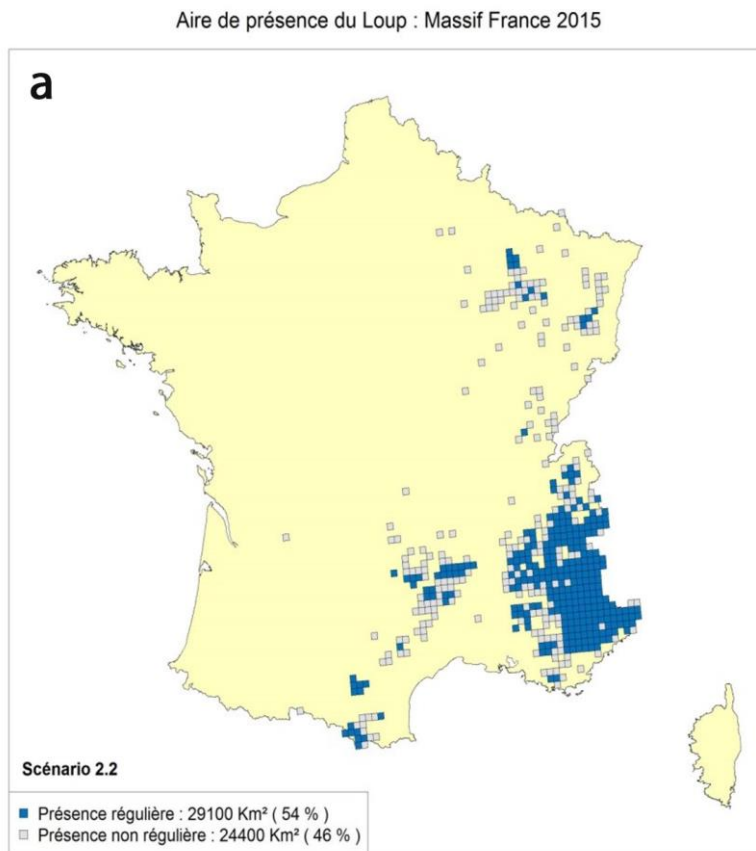 Aire de présence du Loup : Massif France 2015
a
Scénario 2.2
Présence régulière : 29100 Km² ( 54 % )
Présence non régulière : 24400 Km² ( 46 % )